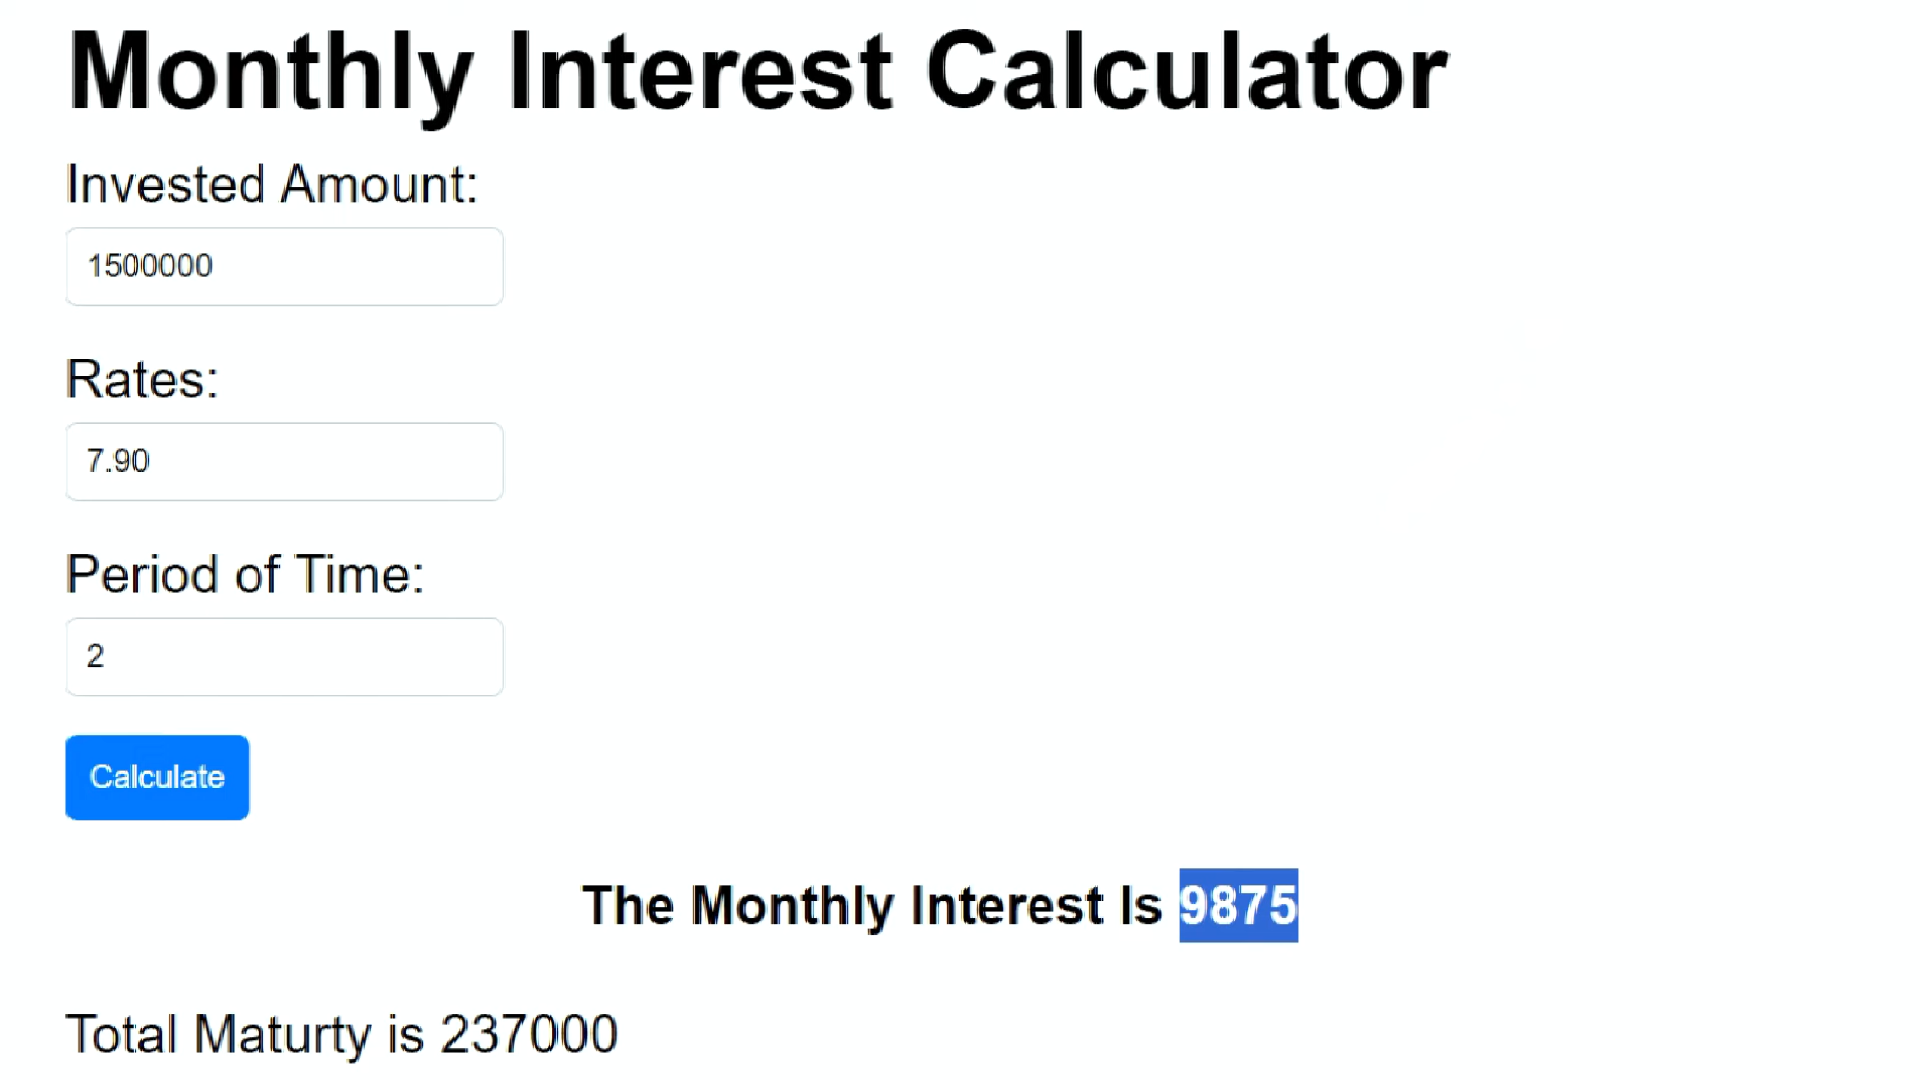 Monthly Interest Calculator
Invested Amount:
1500000
Rates:
7.90
Period of Time:
2
Calculate
The Monthly Interest Is 9875
Total Maturty is 237000